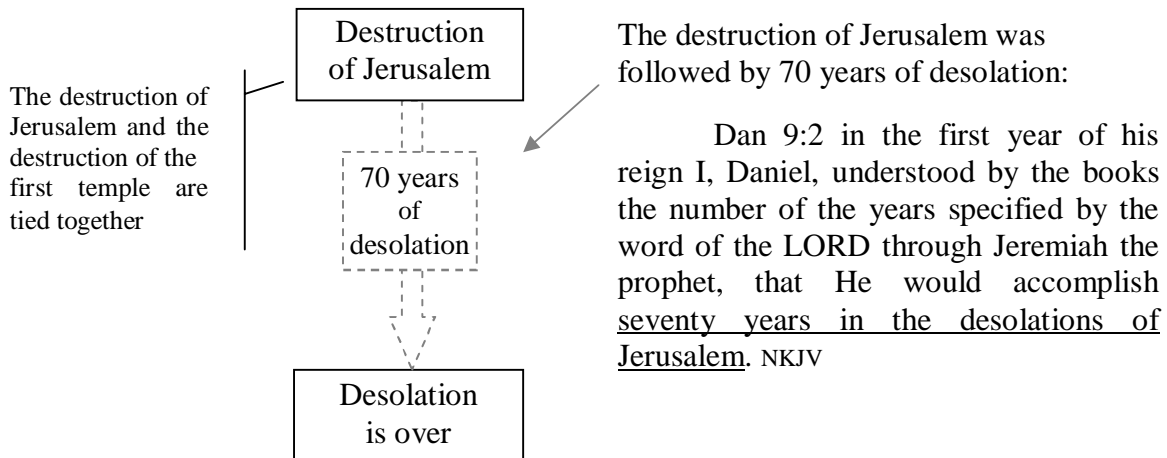 Destruction
of Jerusalem
The destruction of
Jerusalem and the
destruction of the
first temple are
tied together
70 years
of
desolation
Desolation
is over
The destruction of Jerusalem was
followed by 70 years of desolation:
Dan 9:2 in the first year of his
reign I, Daniel, understood by the books
the number of the years specified by the
word of the LORD through Jeremiah the
prophet, that He would accomplish
seventy years in the desolations of
Jerusalem. NKJV